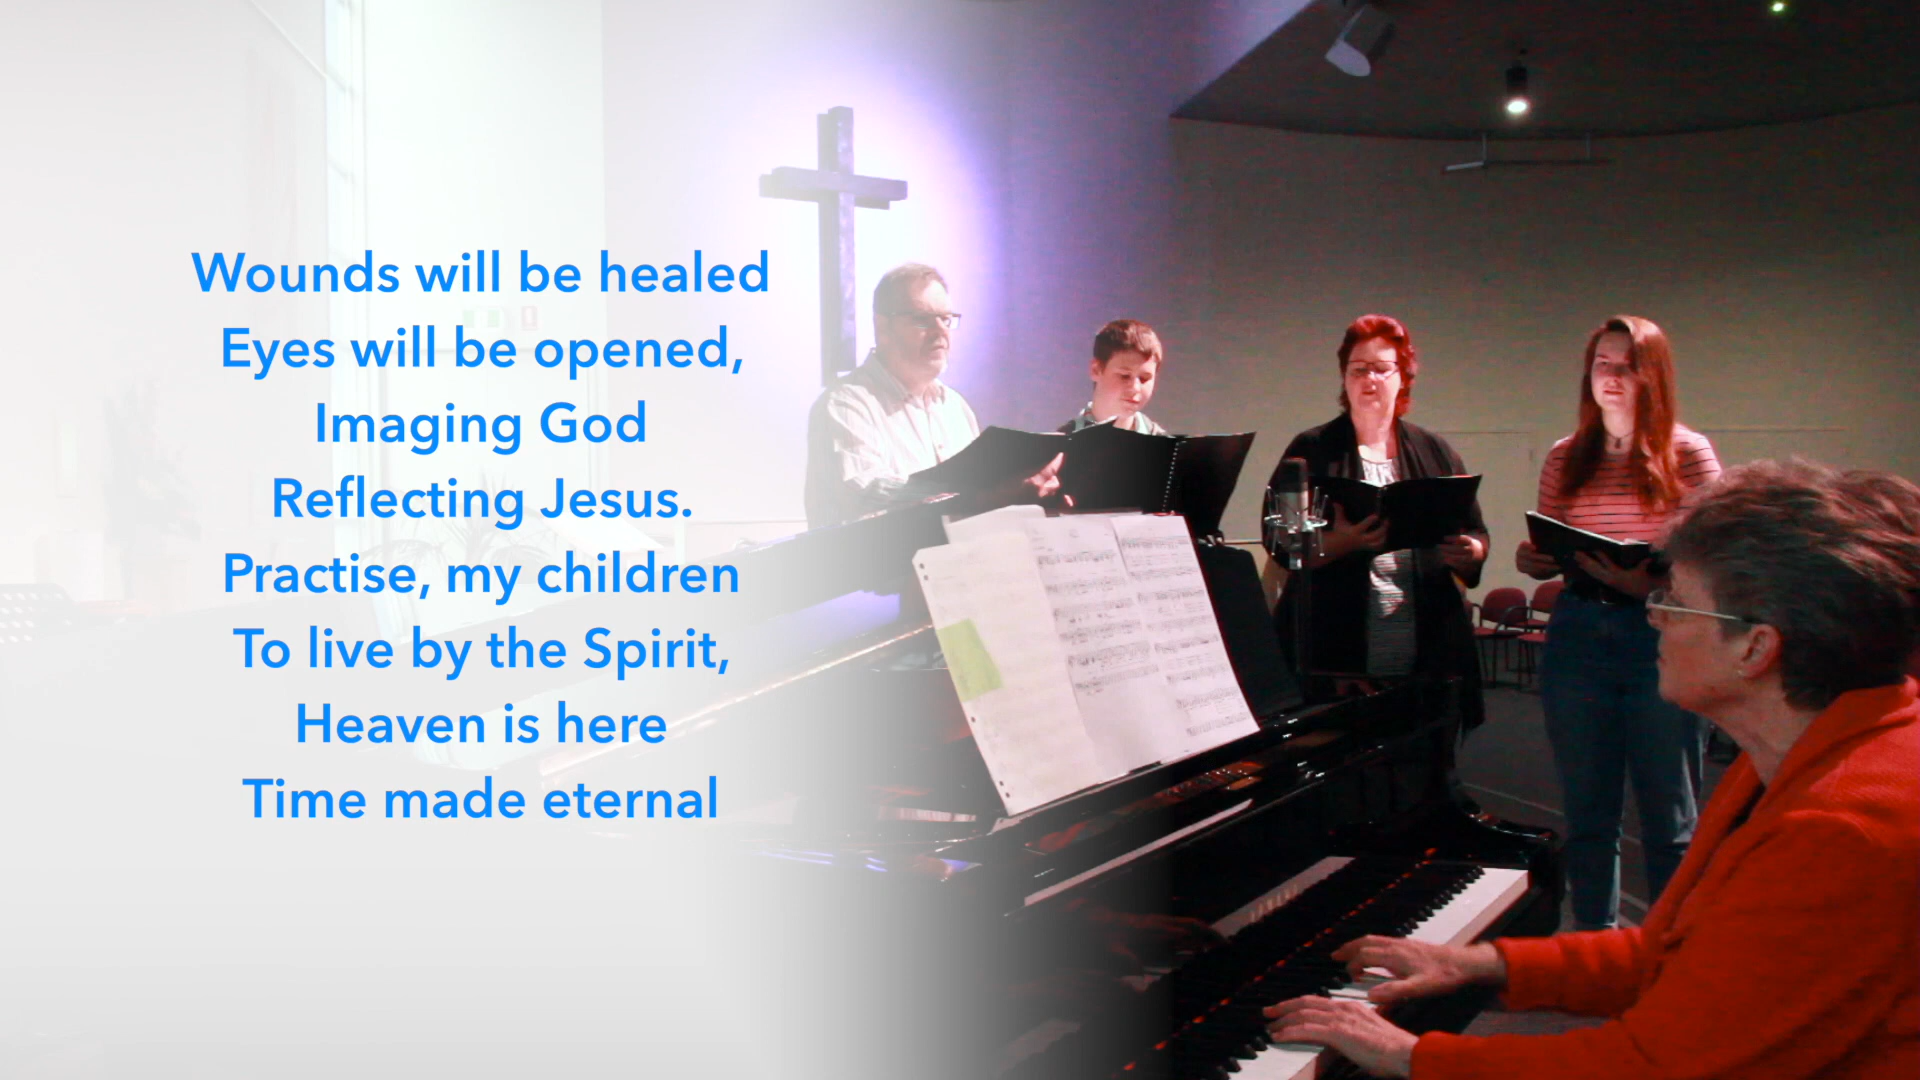 Wounds will be healed
Eyes will be opened,
Imaging God
Reflecting Jesus.
Practise, my children
To live by the Spirit,
Heaven is here
Time made eternal